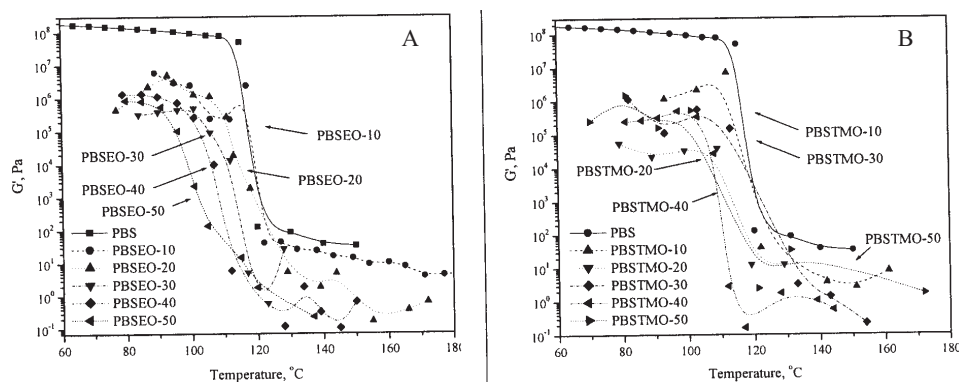 A
10⁸
10⁷
10⁶
10⁵
10⁴
10³
10²
10¹
10⁰
10⁻¹
G', Pa
PBSEO-10
PBSEO-30
PBSEO-20
PBSEO-40
PBSEO-50
PBS
PBSEO-10
PBSEO-20
PBSEO-30
PBSEO-40
PBSEO-50
60 80 100 120 140 160 180
Temperature, °C
B
10⁸
10⁷
10⁶
10⁵
10⁴
10³
10²
10¹
10⁰
10⁻¹
G', Pa
PBSTMO-10
PBSTMO-30
PBSTMO-20
PBSTMO-40
PBSTMO-50
PBS
PBSTMO-10
PBSTMO-20
PBSTMO-30
PBSTMO-40
PBSTMO-50
60 80 100 120 140 160 180
Temperature, °C